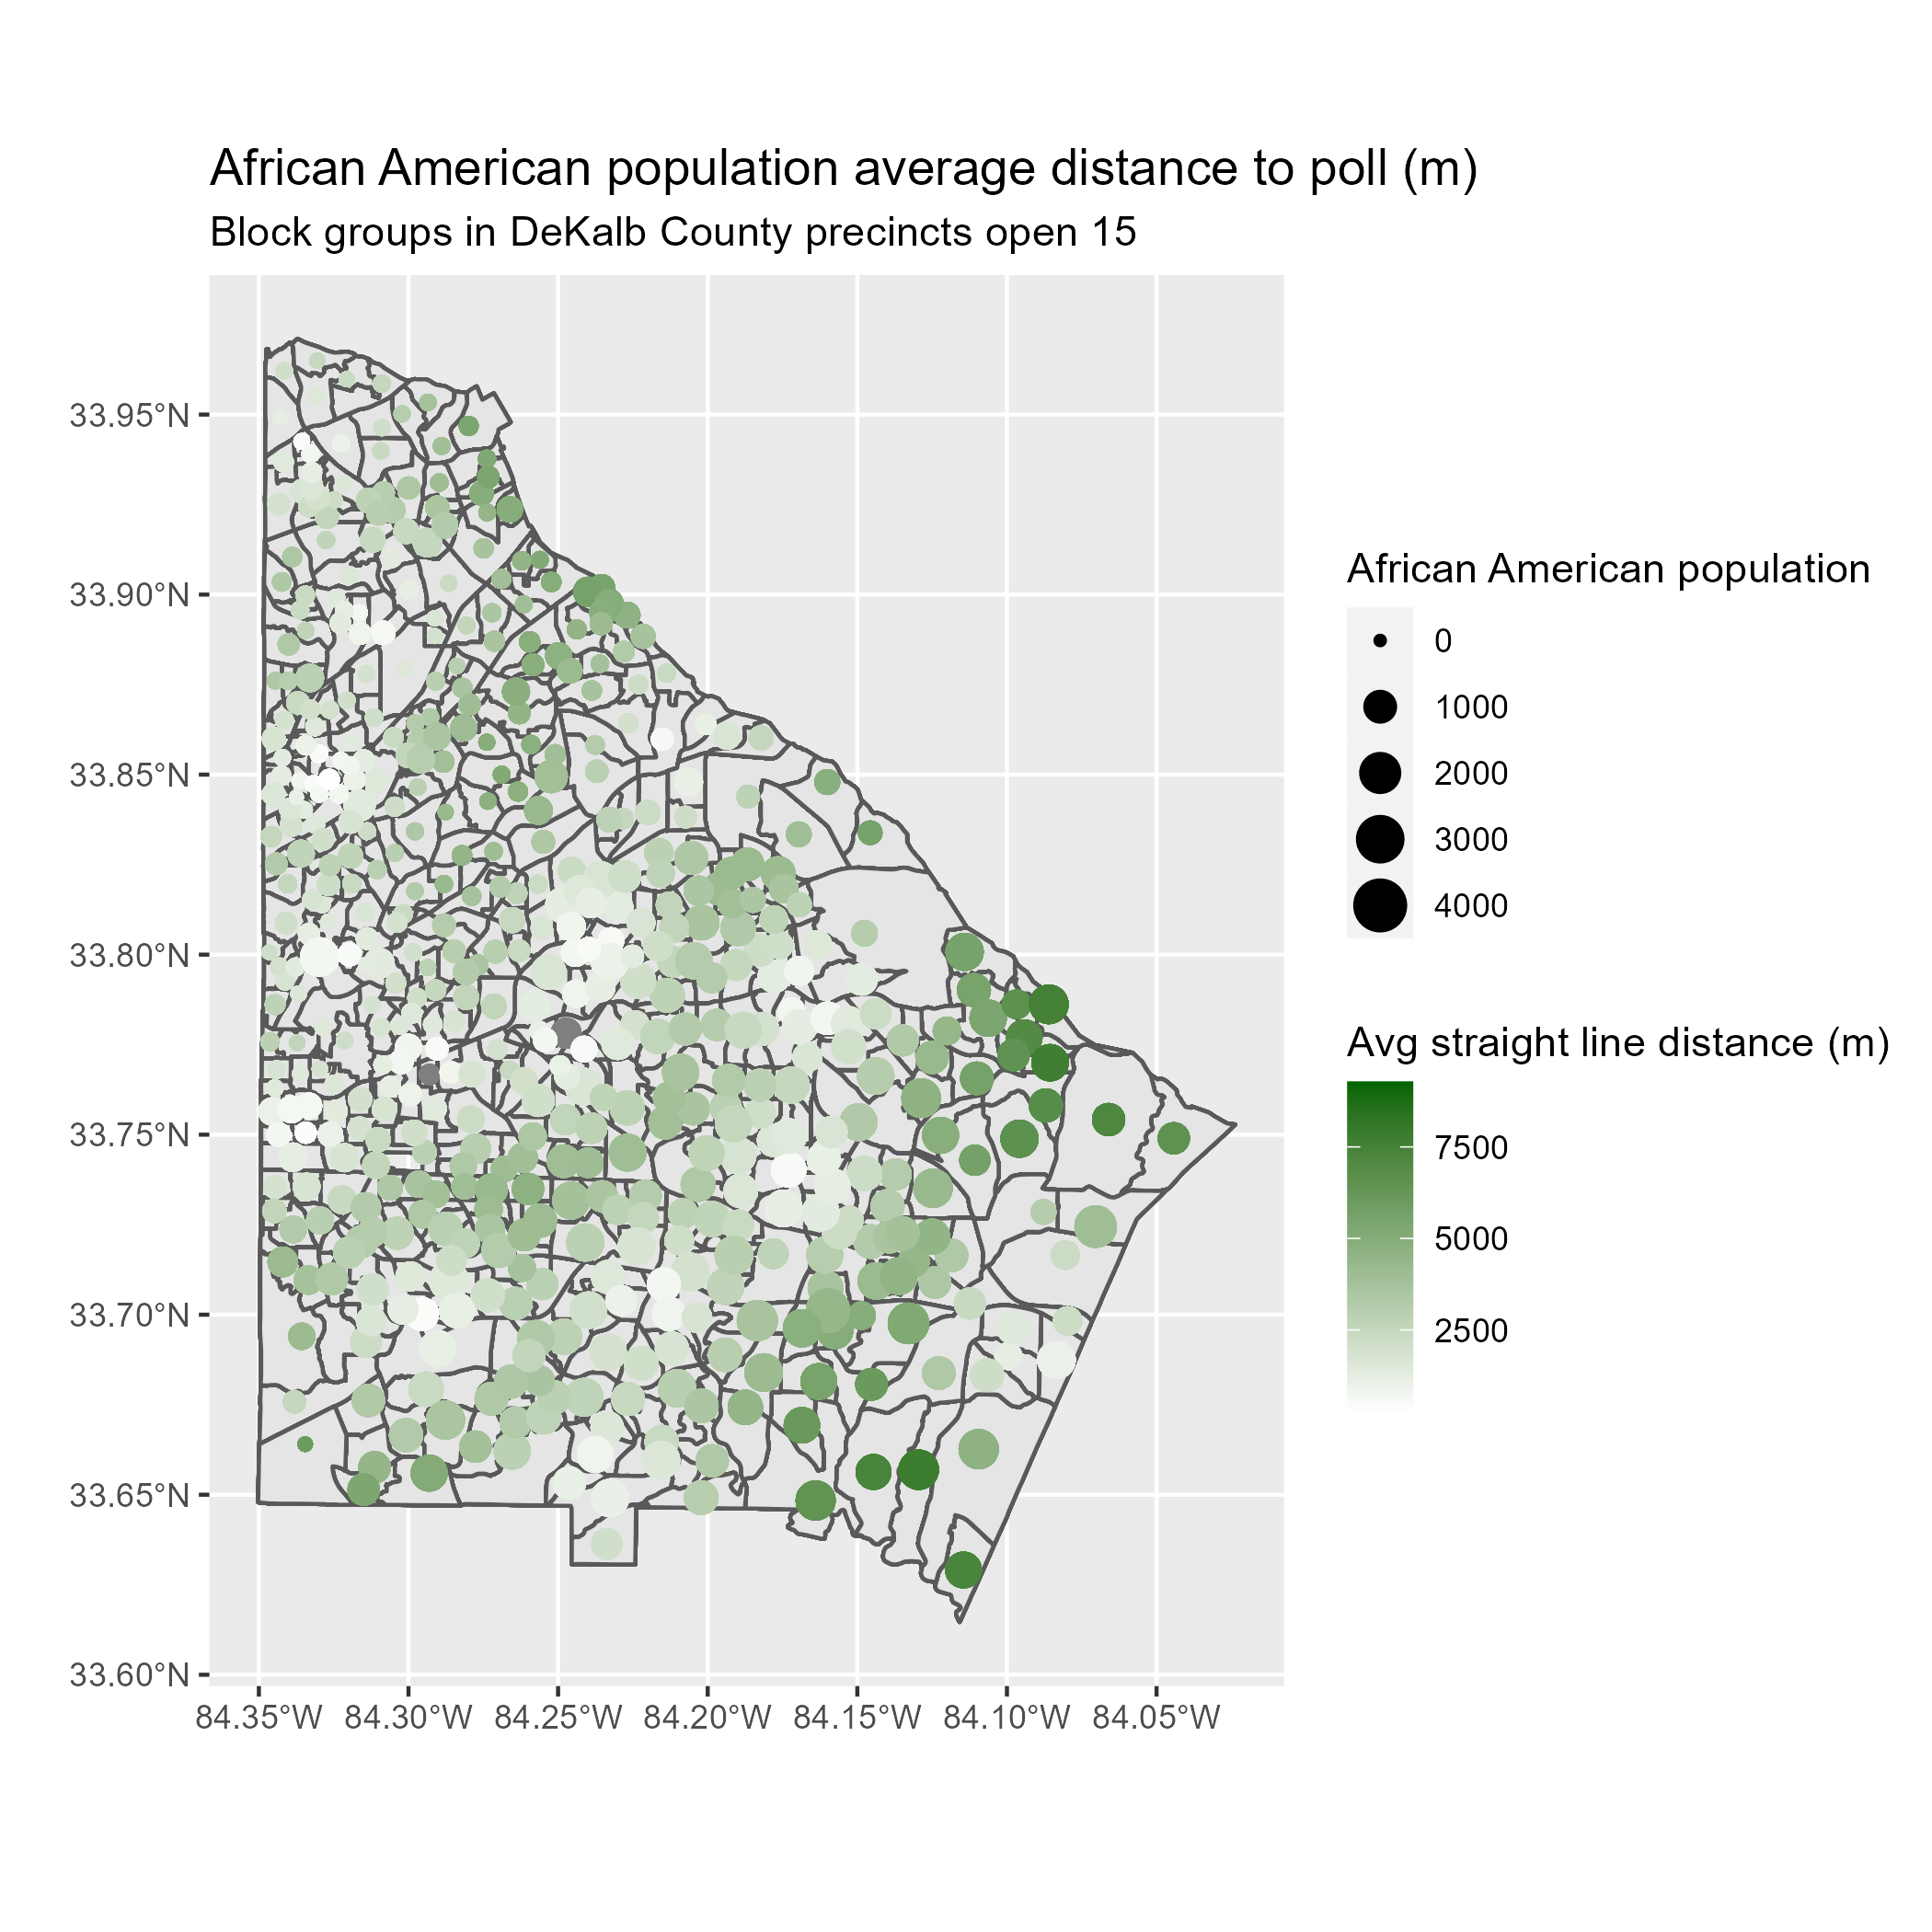 African American population average distance to poll (m)
Block groups in DeKalb County precincts open 15
33.95°N
33.90°N
33.85°N
33.80°N
33.75°N
33.70°N
33.65°N
33.60°N
84.35°W 84.30°W 84.25°W 84.20°W 84.15°W 84.10°W 84.05°W
African American population
0
1000
2000
3000
4000
Avg straight line distance (m)
7500
5000
2500